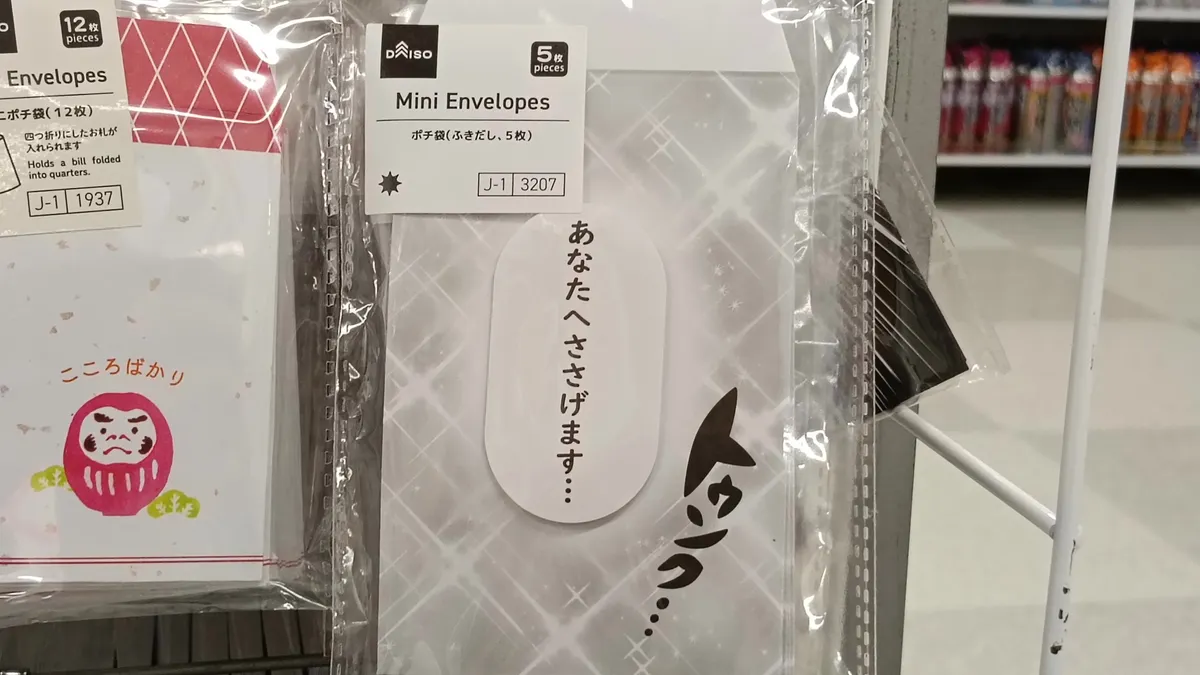 12枚
pieces
Envelopes
ニポチ袋(12枚)
四つ折りにしたお札が
入れられます
Holds a bill folded
into quarters.
J-1 1937
こころばかり
DAISO
5枚
pieces
Mini Envelopes
ポチ袋(ふきだし、5枚)
J-1 3207
あなたへささげます…
トゥンク…